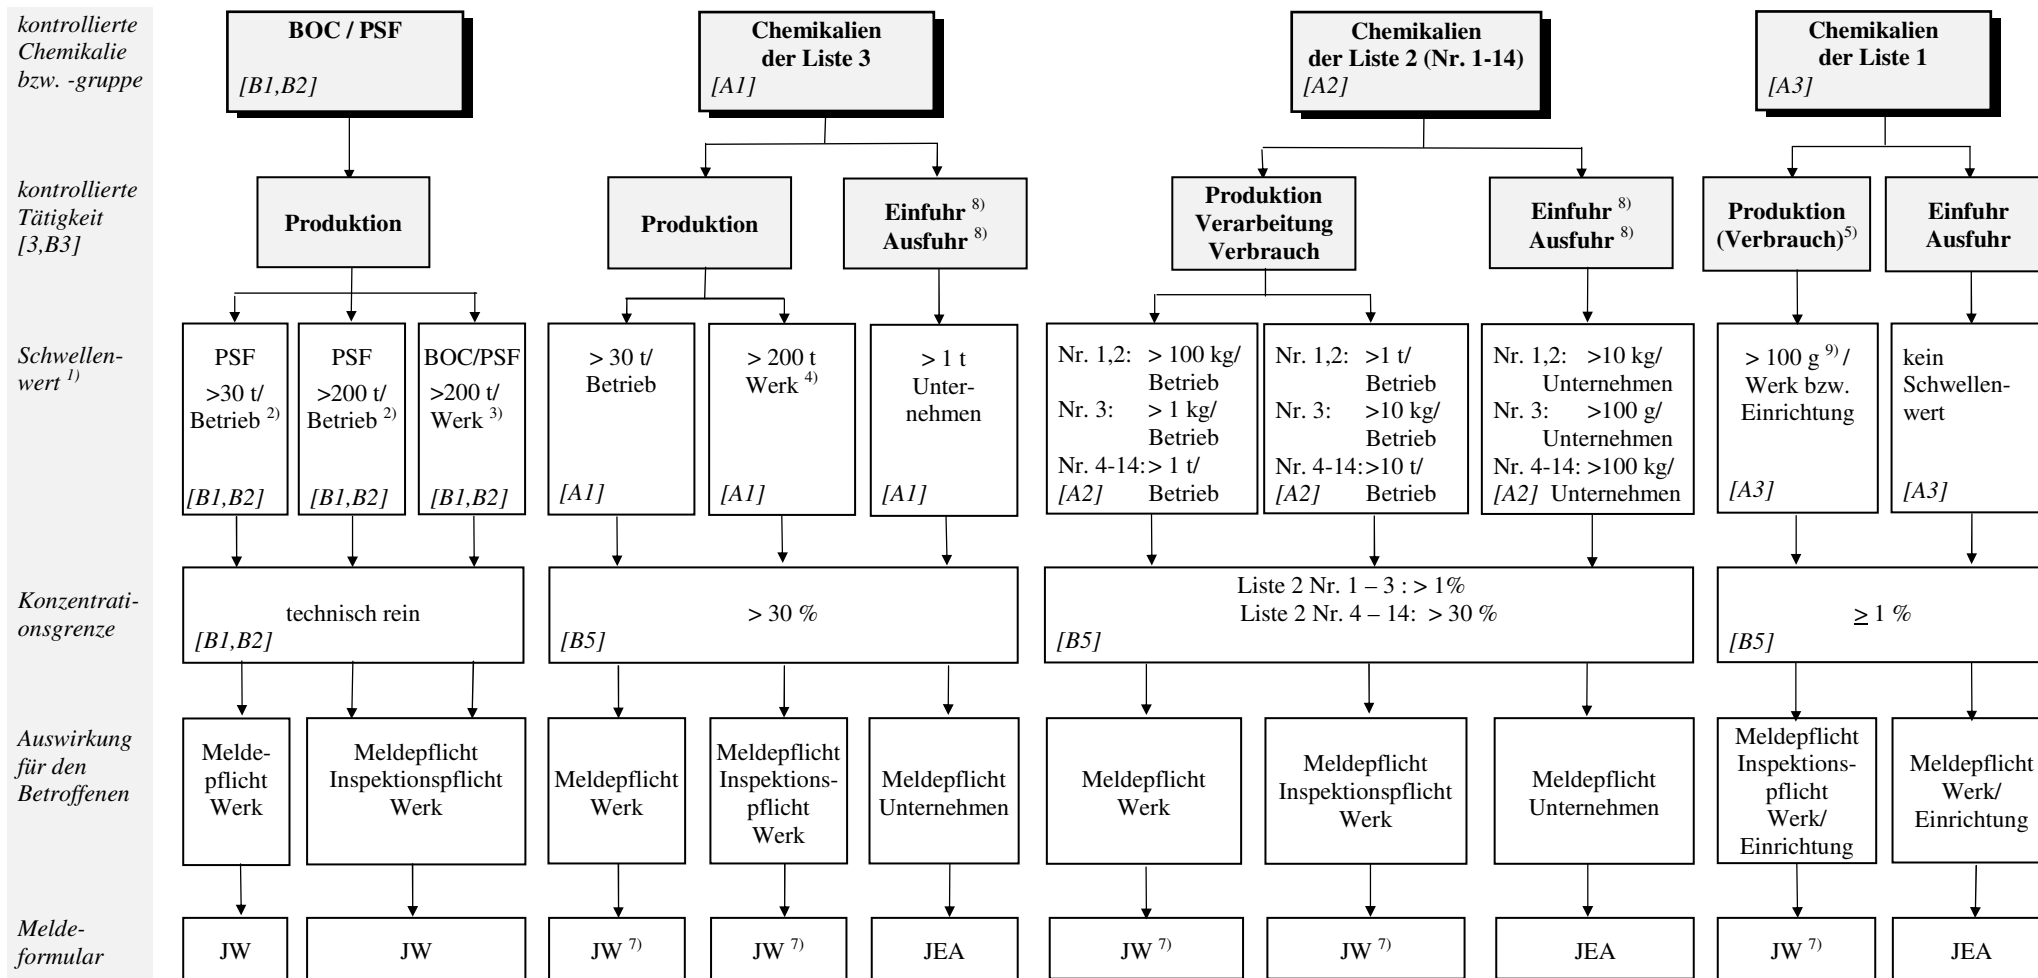 kontrollierte
Chemikalie
bzw. -gruppe
BOC / PSF
[B1,B2]
Chemikalien
der Liste 3
[A1]
Chemikalien
der Liste 2 (Nr. 1-14)
[A2]
Chemikalien
der Liste 1
[A3]
kontrollierte
Tätigkeit
[3,B3]
Produktion
Produktion
Einfuhr 8)
Ausfuhr 8)
Produktion
Verarbeitung
Verbrauch
Einfuhr 8)
Ausfuhr 8)
Produktion
(Verbrauch)5)
Einfuhr
Ausfuhr
Schwellen-
wert 1)
PSF
>30 t/
Betrieb 2)
[B1,B2]
PSF
>200 t/
Betrieb 2)
[B1,B2]
BOC/PSF
>200 t/
Werk 3)
[B1,B2]
> 30 t/
Betrieb
[A1]
> 200 t
Werk 4)
[A1]
> 1 t
Unter-
nehmen
[A1]
Nr. 1,2: > 100 kg/
Betrieb
Nr. 3: > 1 kg/
Betrieb
Nr. 4-14: > 1 t/
[A2] Betrieb
Nr. 1,2: >1 t/
Betrieb
Nr. 3: >10 kg/
Betrieb
Nr. 4-14: >10 t/
[A2] Betrieb
Nr. 1,2: >10 kg/
Unternehmen
Nr. 3: >100 g/
Unternehmen
Nr. 4-14: >100 kg/
[A2] Unternehmen
> 100 g 9) /
Werk bzw.
Einrichtung
[A3]
kein
Schwellen-
wert
[A3]
Konzentrati-
onsgrenze
technisch rein
[B1,B2]
> 30 %
[B5]
Liste 2 Nr. 1 – 3 : > 1%
Liste 2 Nr. 4 – 14: > 30 %
[B5]
≥ 1 %
[B5]
Auswirkung
für den
Betroffenen
Melde-
pflicht
Werk
Meldepflicht
Inspektionspflicht
Werk
Meldepflicht
Werk
Meldepflicht
Inspektions-
pflicht
Werk
Meldepflicht
Unternehmen
Meldepflicht
Werk
Meldepflicht
Inspektionspflicht
Werk
Meldepflicht
Unternehmen
Meldepflicht
Inspektions-
pflicht
Werk/
Einrichtung
Meldepflicht
Werk/
Einrichtung
Melde-
formular
JW
JW
JW 7)
JW 7)
JEA
JW 7)
JW 7)
JEA
JW 7)
JEA